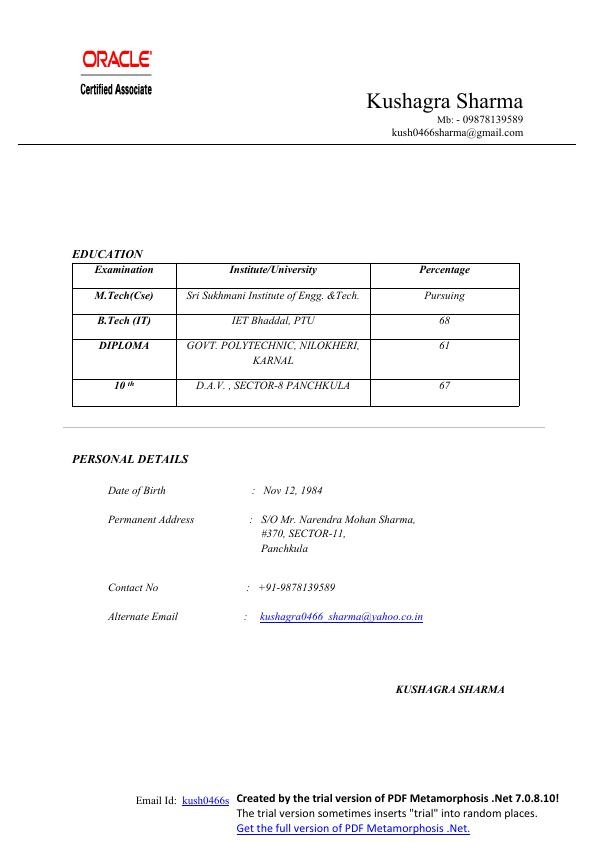 ORACLE
Certified Associate
Kushagra Sharma
Mb: - 09878139589
kush0466sharma@gmail.com
EDUCATION
Examination Institute/University Percentage
M.Tech(Cse) Sri Sukhmani Institute of Engg. &Tech. Pursuing
B.Tech (IT) IET Bhaddal, PTU 68
DIPLOMA GOVT. POLYTECHNIC, NILOKHERI, 61
KARNAL
10 th D.A.V. , SECTOR-8 PANCHKULA 67
PERSONAL DETAILS
Date of Birth : Nov 12, 1984
Permanent Address : S/O Mr. Narendra Mohan Sharma,
#370, SECTOR-11,
Panchkula
Contact No : +91-9878139589
Alternate Email : kushagra0466_sharma@yahoo.co.in
KUSHAGRA SHARMA
Email Id: kush0466s Created by the trial version of PDF Metamorphosis .Net 7.0.8.10!
The trial version sometimes inserts "trial" into random places.
Get the full version of PDF Metamorphosis .Net.